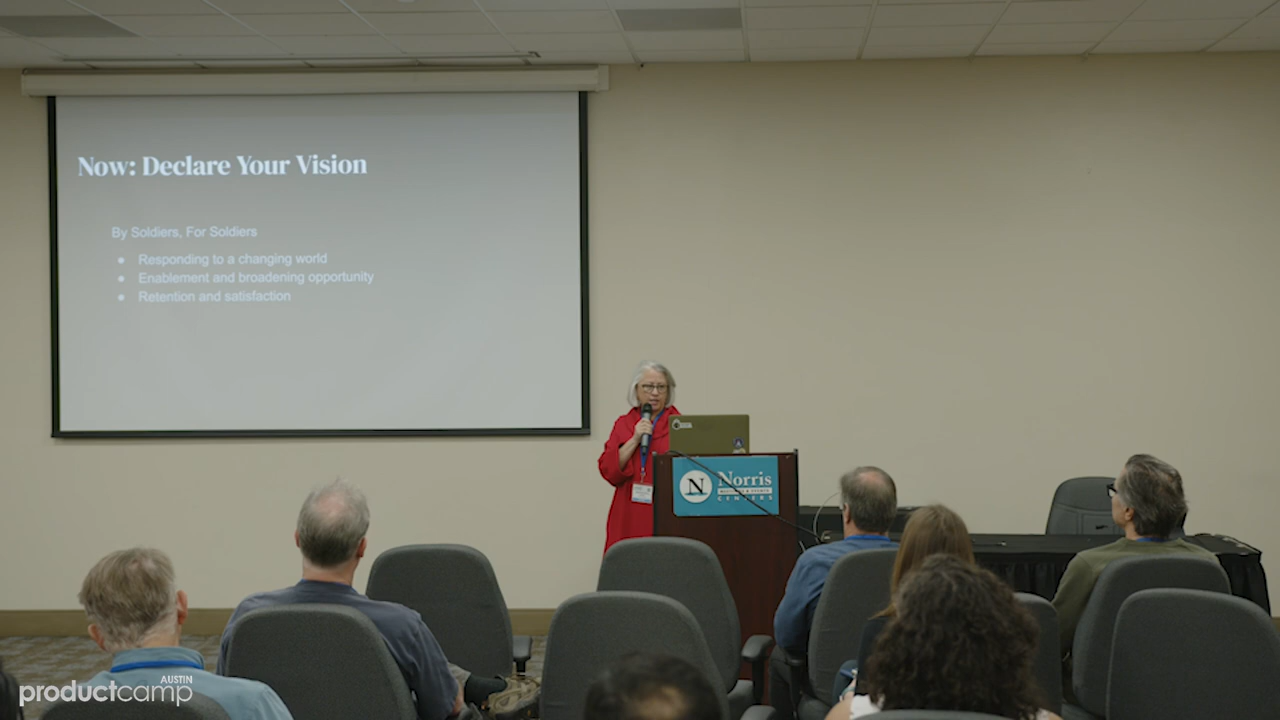 Now: Declare Your Vision
By Soldiers, For Soldiers
• Responding to a changing world
• Enablement and broadening opportunity
• Retention and satisfaction
N Norris
CENTERS
AUSTIN
productcamp